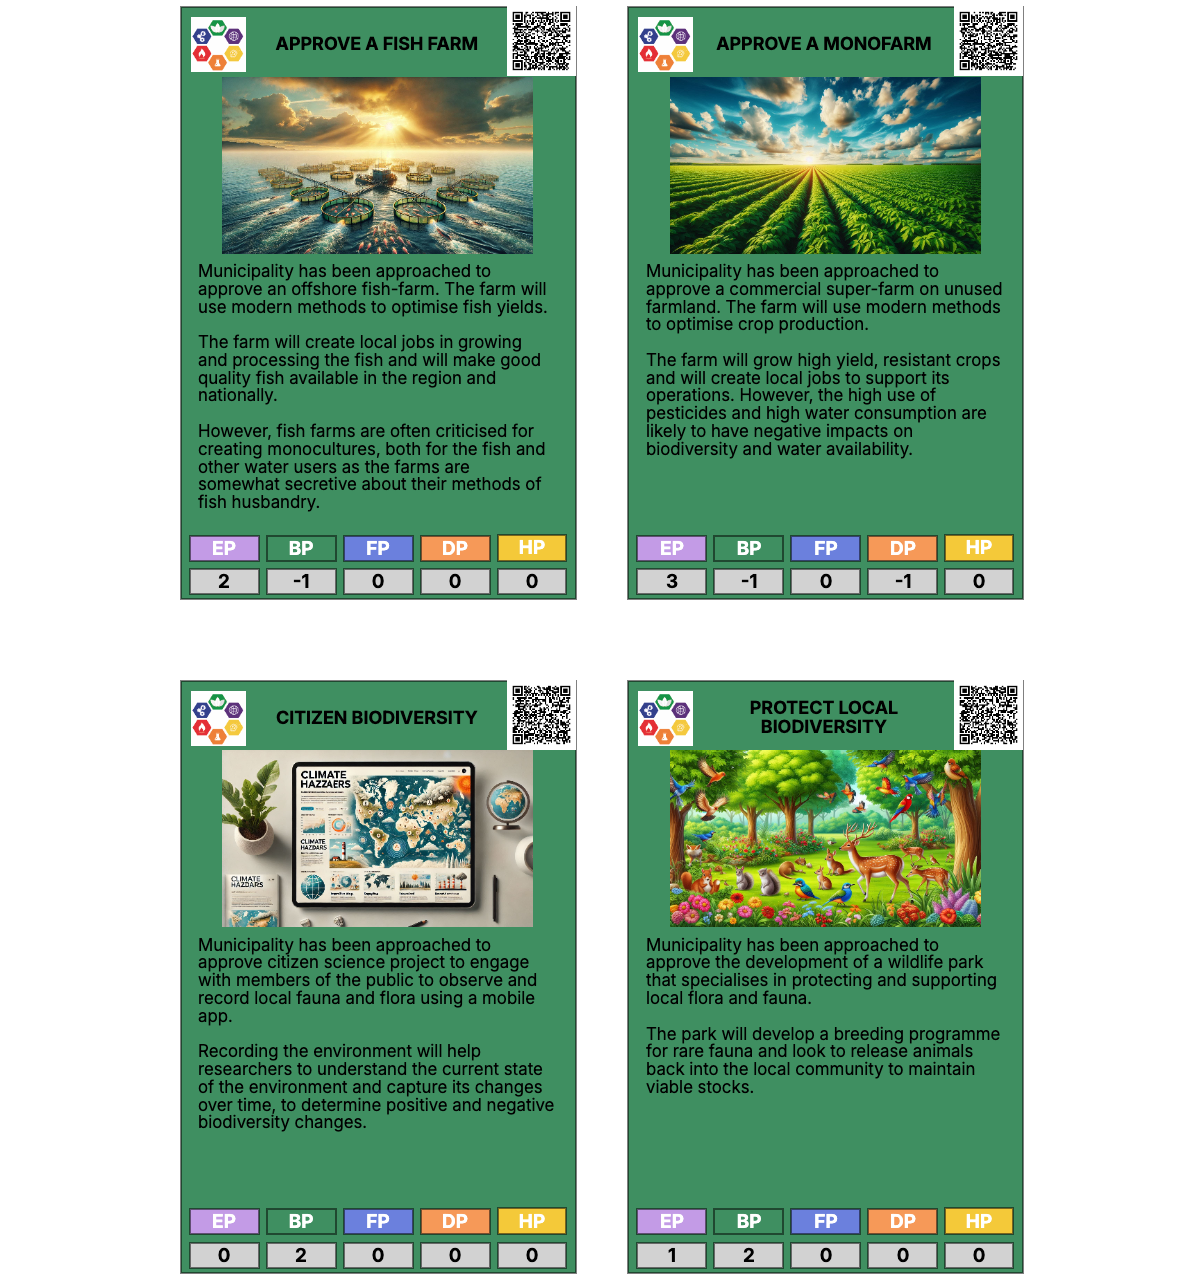 APPROVE A FISH FARM
Municipality has been approached to
approve an offshore fish-farm. The farm will
use modern methods to optimise fish yields.
The farm will create local jobs in growing
and processing the fish and will make good
quality fish available in the region and
nationally.
However, fish farms are often criticised for
creating monocultures, both for the fish and
other water users as the farms are
somewhat secretive about their methods of
fish husbandry.
EP BP FP DP HP
2 -1 0 0 0
APPROVE A MONOFARM
Municipality has been approached to
approve a commercial super-farm on unused
farmland. The farm will use modern methods
to optimise crop production.
The farm will grow high yield, resistant crops
and will create local jobs to support its
operations. However, the high use of
pesticides and high water consumption are
likely to have negative impacts on
biodiversity and water availability.
EP BP FP DP HP
3 -1 0 -1 0
CITIZEN BIODIVERSITY
CLIMATE
HAZZAERS
CLIMATE
HAZDARS
CLIMATE
HAZDARS
Municipality has been approached to
approve citizen science project to engage
with members of the public to observe and
record local fauna and flora using a mobile
app.
Recording the environment will help
researchers to understand the current state
of the environment and capture its changes
over time, to determine positive and negative
biodiversity changes.
EP BP FP DP HP
0 2 0 0 0
PROTECT LOCAL
BIODIVERSITY
Municipality has been approached to
approve the development of a wildlife park
that specialises in protecting and supporting
local flora and fauna.
The park will develop a breeding programme
for rare fauna and look to release animals
back into the local community to maintain
viable stocks.
EP BP FP DP HP
1 2 0 0 0